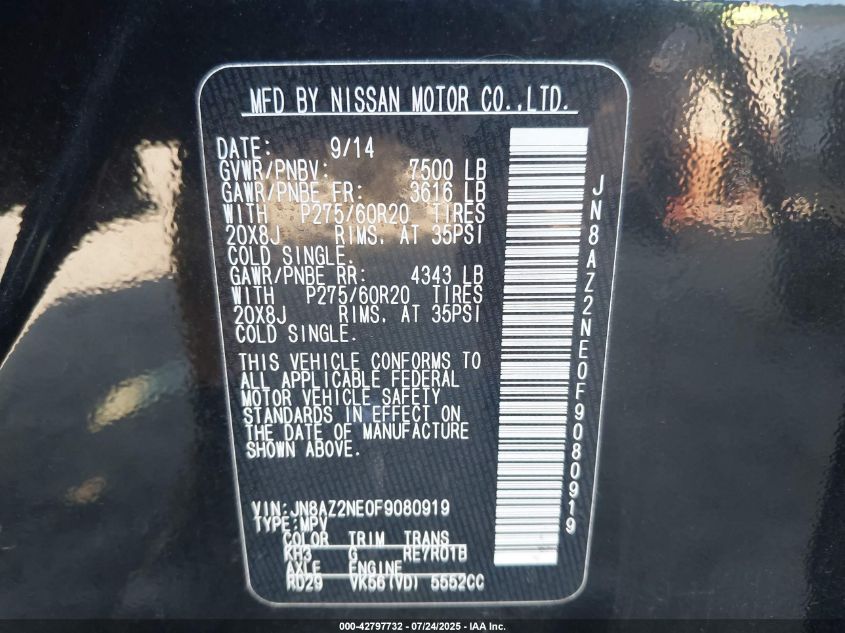 MFD BY NISSAN MOTOR CO.,LTD.
DATE: 9/14
GVWR/PNBV: 7500 LB
GAWR/PNBE FR: 3616 LB
WITH P275/60R20 TIRES
20X8J RIMS. AT 35PSI
COLD SINGLE.
GAWR/PNBE RR: 4343 LB
WITH P275/60R20 TIRES
20X8J RIMS. AT 35PSI
COLD SINGLE.
THIS VEHICLE CONFORMS TO
ALL APPLICABLE FEDERAL
MOTOR VEHICLE SAFETY
STANDARDS IN EFFECT ON
THE DATE OF MANUFACTURE
SHOWN ABOVE.
VIN:JN8AZ2NE0F9080919
TYPE:MPV
COLOR TRIM TRANS
KH3 G RE7R01B
AXLE ENGINE
RD29 VK56(VD) 5552CC
JN8AZ2NE0F9080919
000-42797732 - 07/24/2025 - IAA Inc.